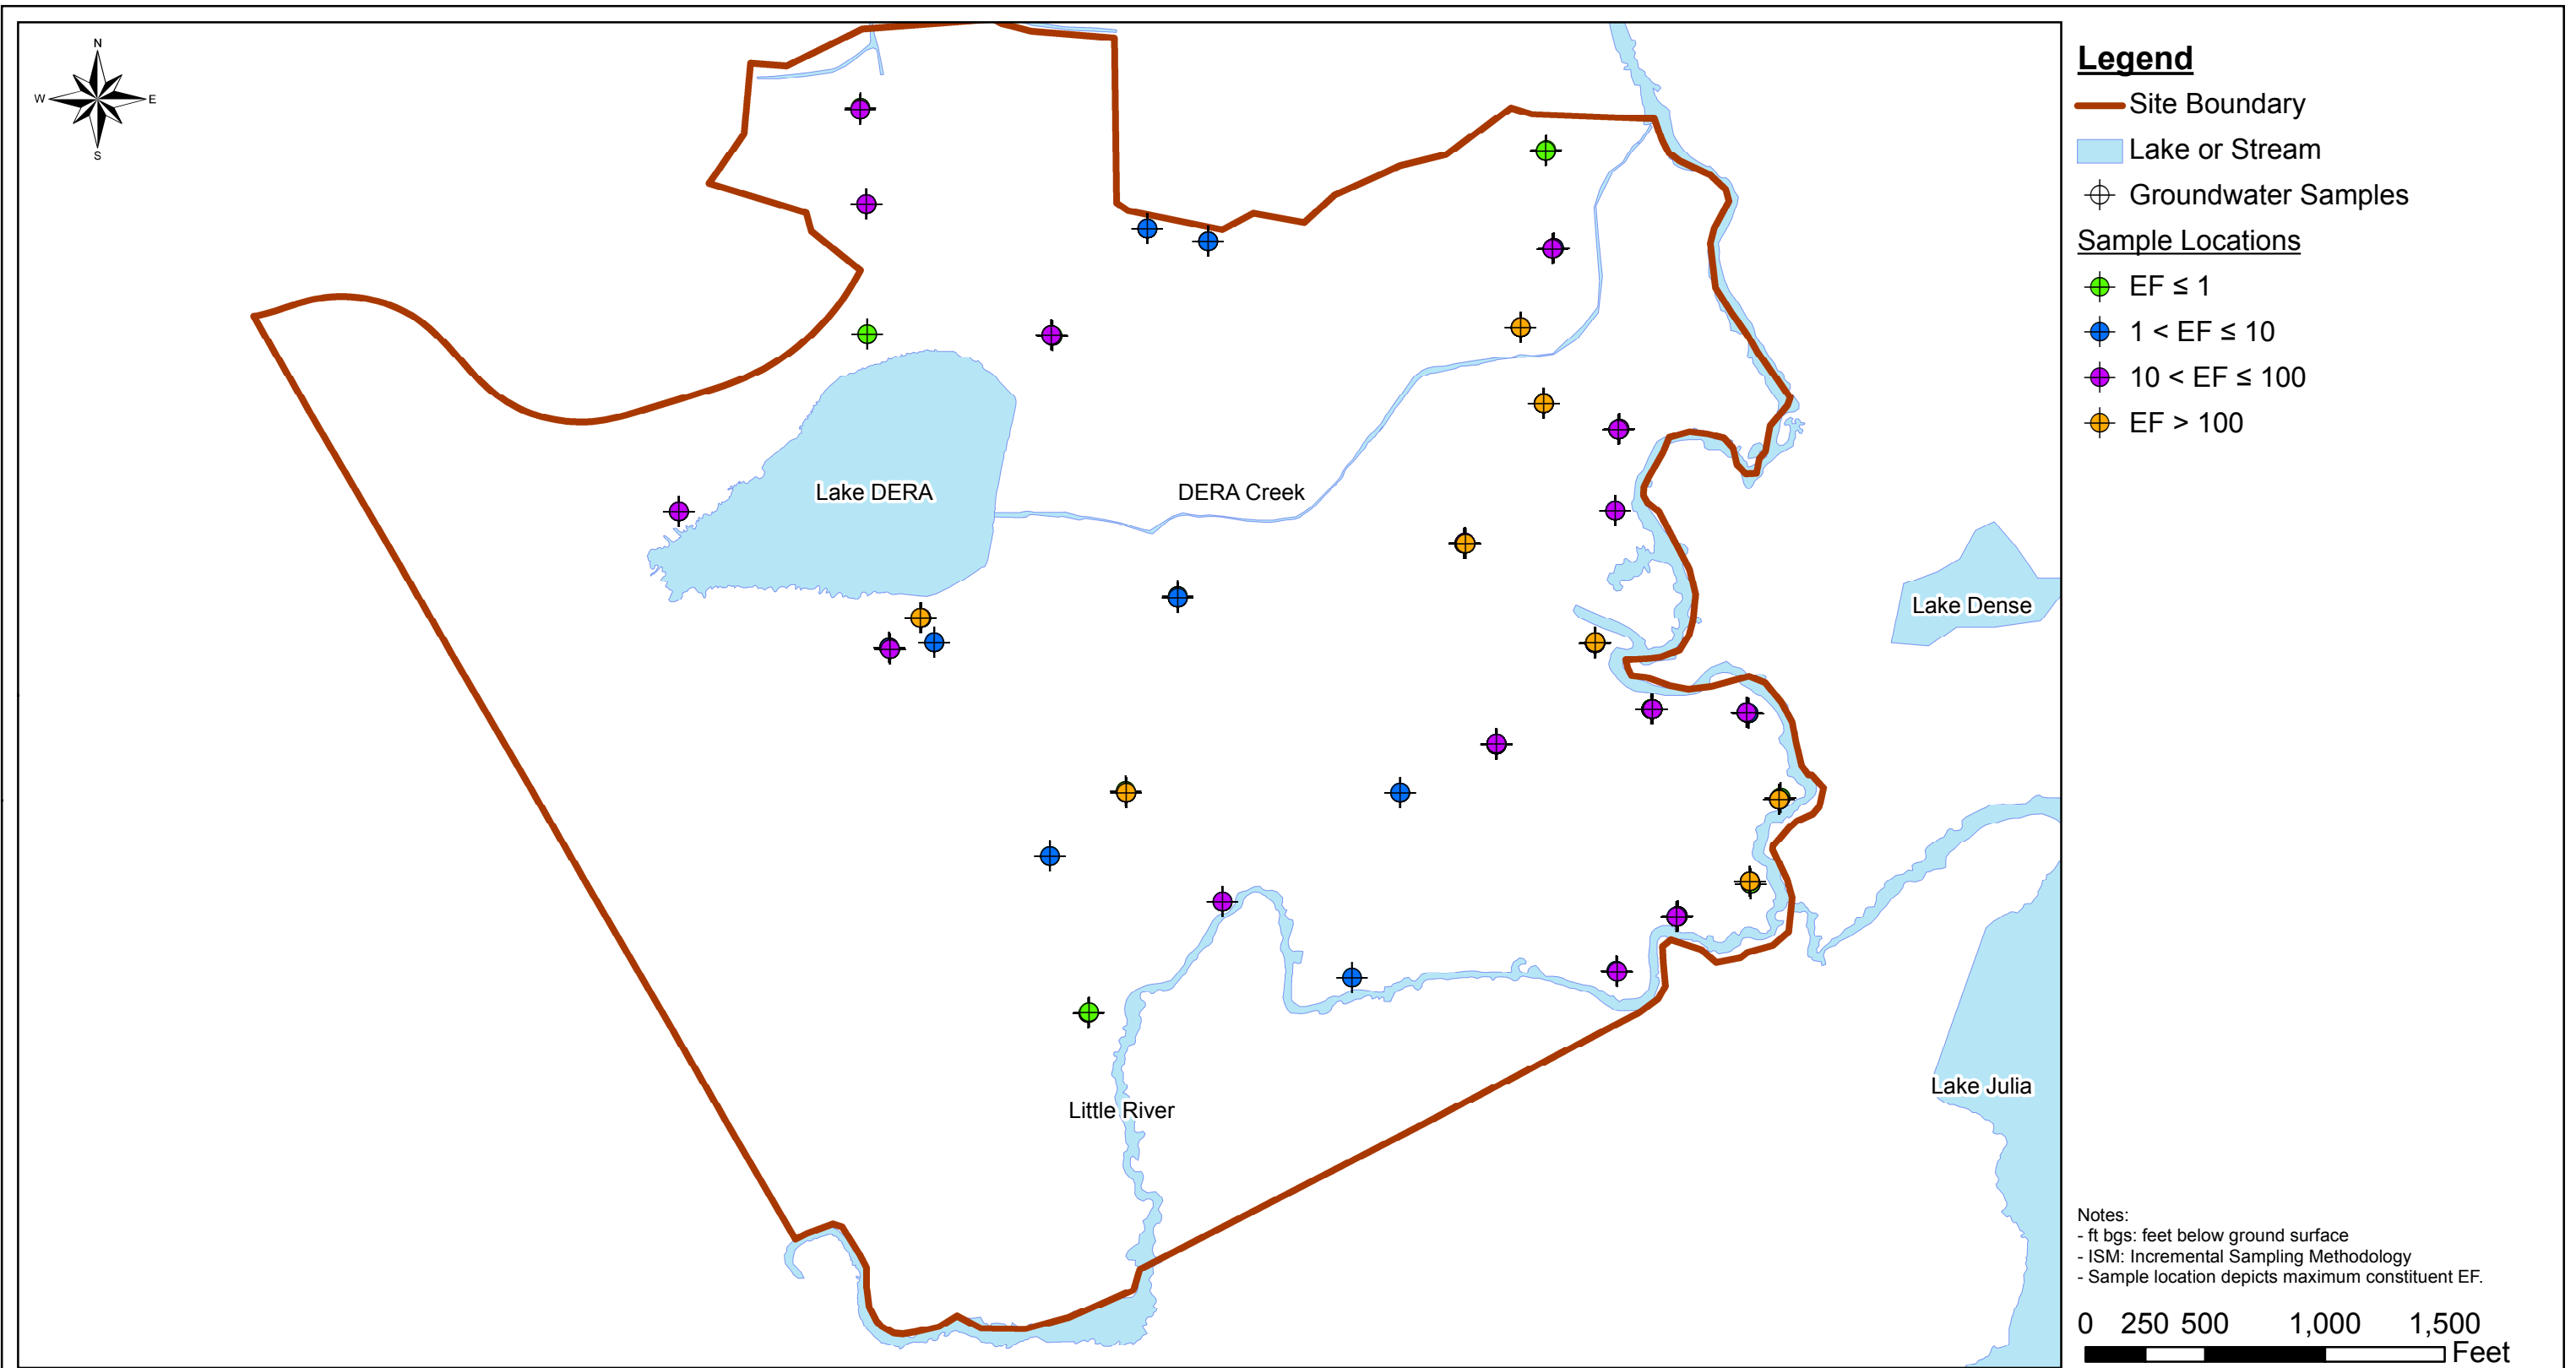 N
W E
S
Lake DERA
DERA Creek
Lake Dense
Little River
Lake Julia
Legend
Site Boundary
Lake or Stream
Groundwater Samples
Sample Locations
EF ≤ 1
1 < EF ≤ 10
10 < EF ≤ 100
EF > 100
Notes:
- ft bgs: feet below ground surface
- ISM: Incremental Sampling Methodology
- Sample location depicts maximum constituent EF.
0 250 500 1,000 1,500
Feet